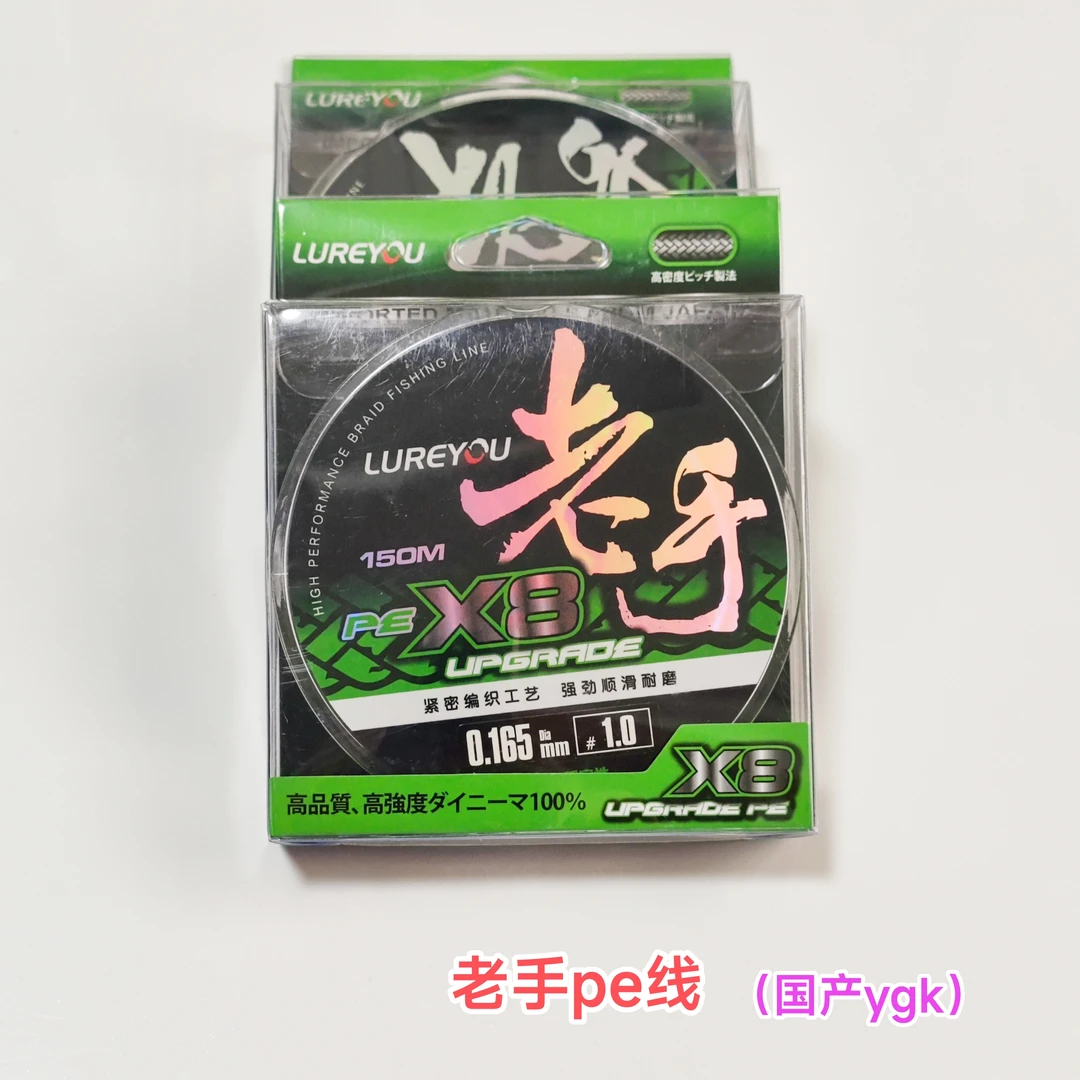 LUREYOU
LUREYOU
高密度ピッチ製法
HIGH PERFORMANCE BRAID FISHING LINE
老手
LUREYOU
150M
PE X8
UPGRADE
紧密编织工艺 强劲顺滑耐磨
0.165 Dia mm # 1.0
高品質、高強度ダイニーマ100%
X8
UPGRADE PE
老手pe线 （国产ygk）